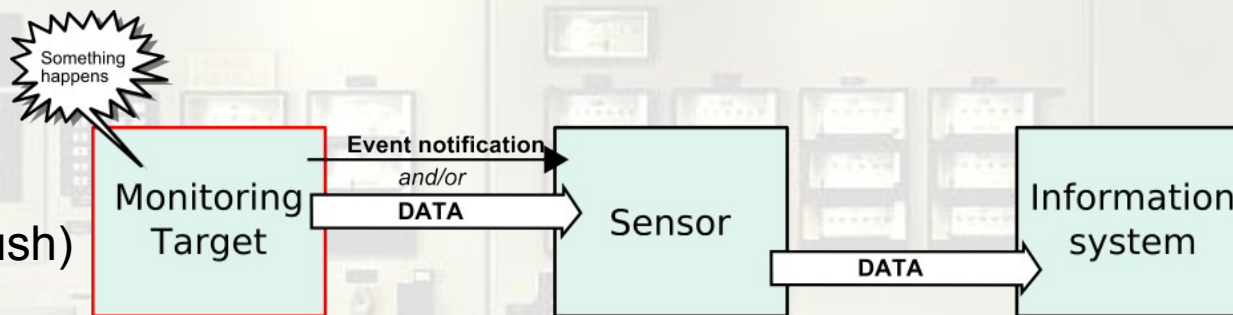 Something
happens
Event notification
and/or
DATA
Monitoring
Target
Sensor
Information
system
DATA
ush)